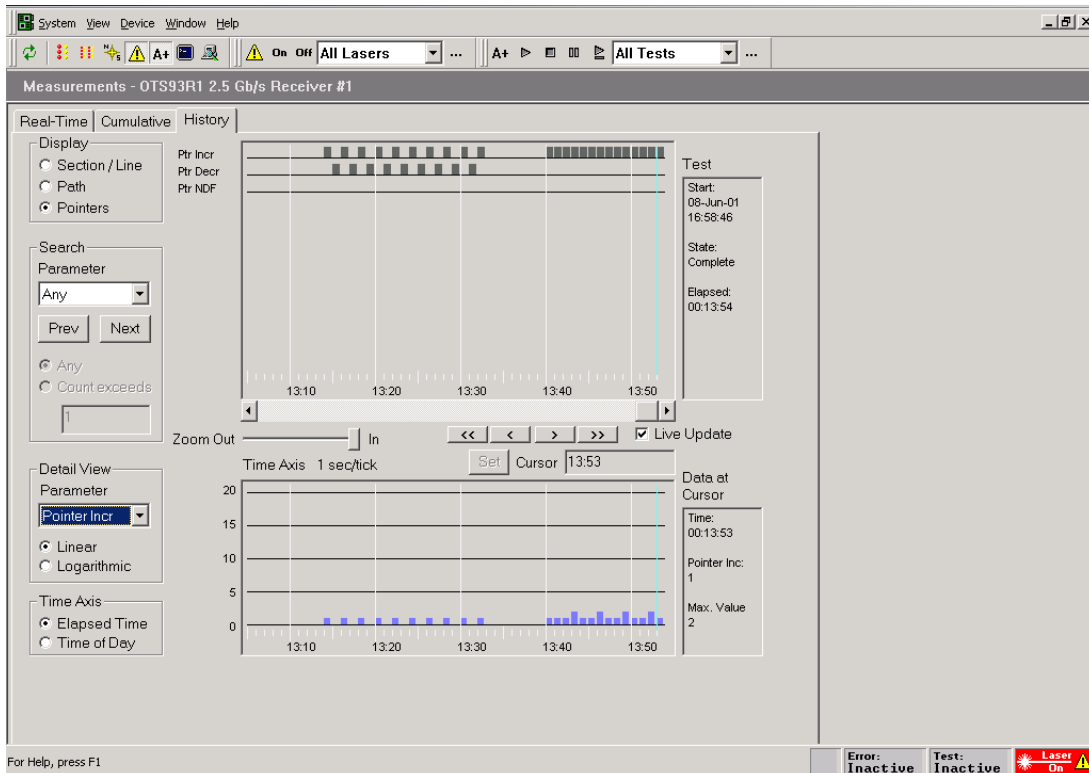 System View Device Window Help
A+ On Off All Lasers ... A+ All Tests ...
Measurements - OTS93R1 2.5 Gb/s Receiver #1
Real-Time Cumulative History
Display
Section / Line
Path
Pointers
Search
Parameter
Any
Prev Next
Any
Count exceeds
1
Detail View
Parameter
Pointer Incr
Linear
Logarithmic
Time Axis
Elapsed Time
Time of Day
Ptr Incr
Ptr Decr
Ptr NDF
13:10 13:20 13:30 13:40 13:50
Zoom Out In << < > >> Live Update
Time Axis 1 sec/tick Set Cursor 13:53
20
15
10
5
0
13:10 13:20 13:30 13:40 13:50
Test
Start:
08-Jun-01
16:58:46
State:
Complete
Elapsed:
00:13:54
Data at
Cursor
Time:
00:13:53
Pointer Inc:
1
Max. Value
2
For Help, press F1
Error:
Inactive
Test:
Inactive
Laser
On